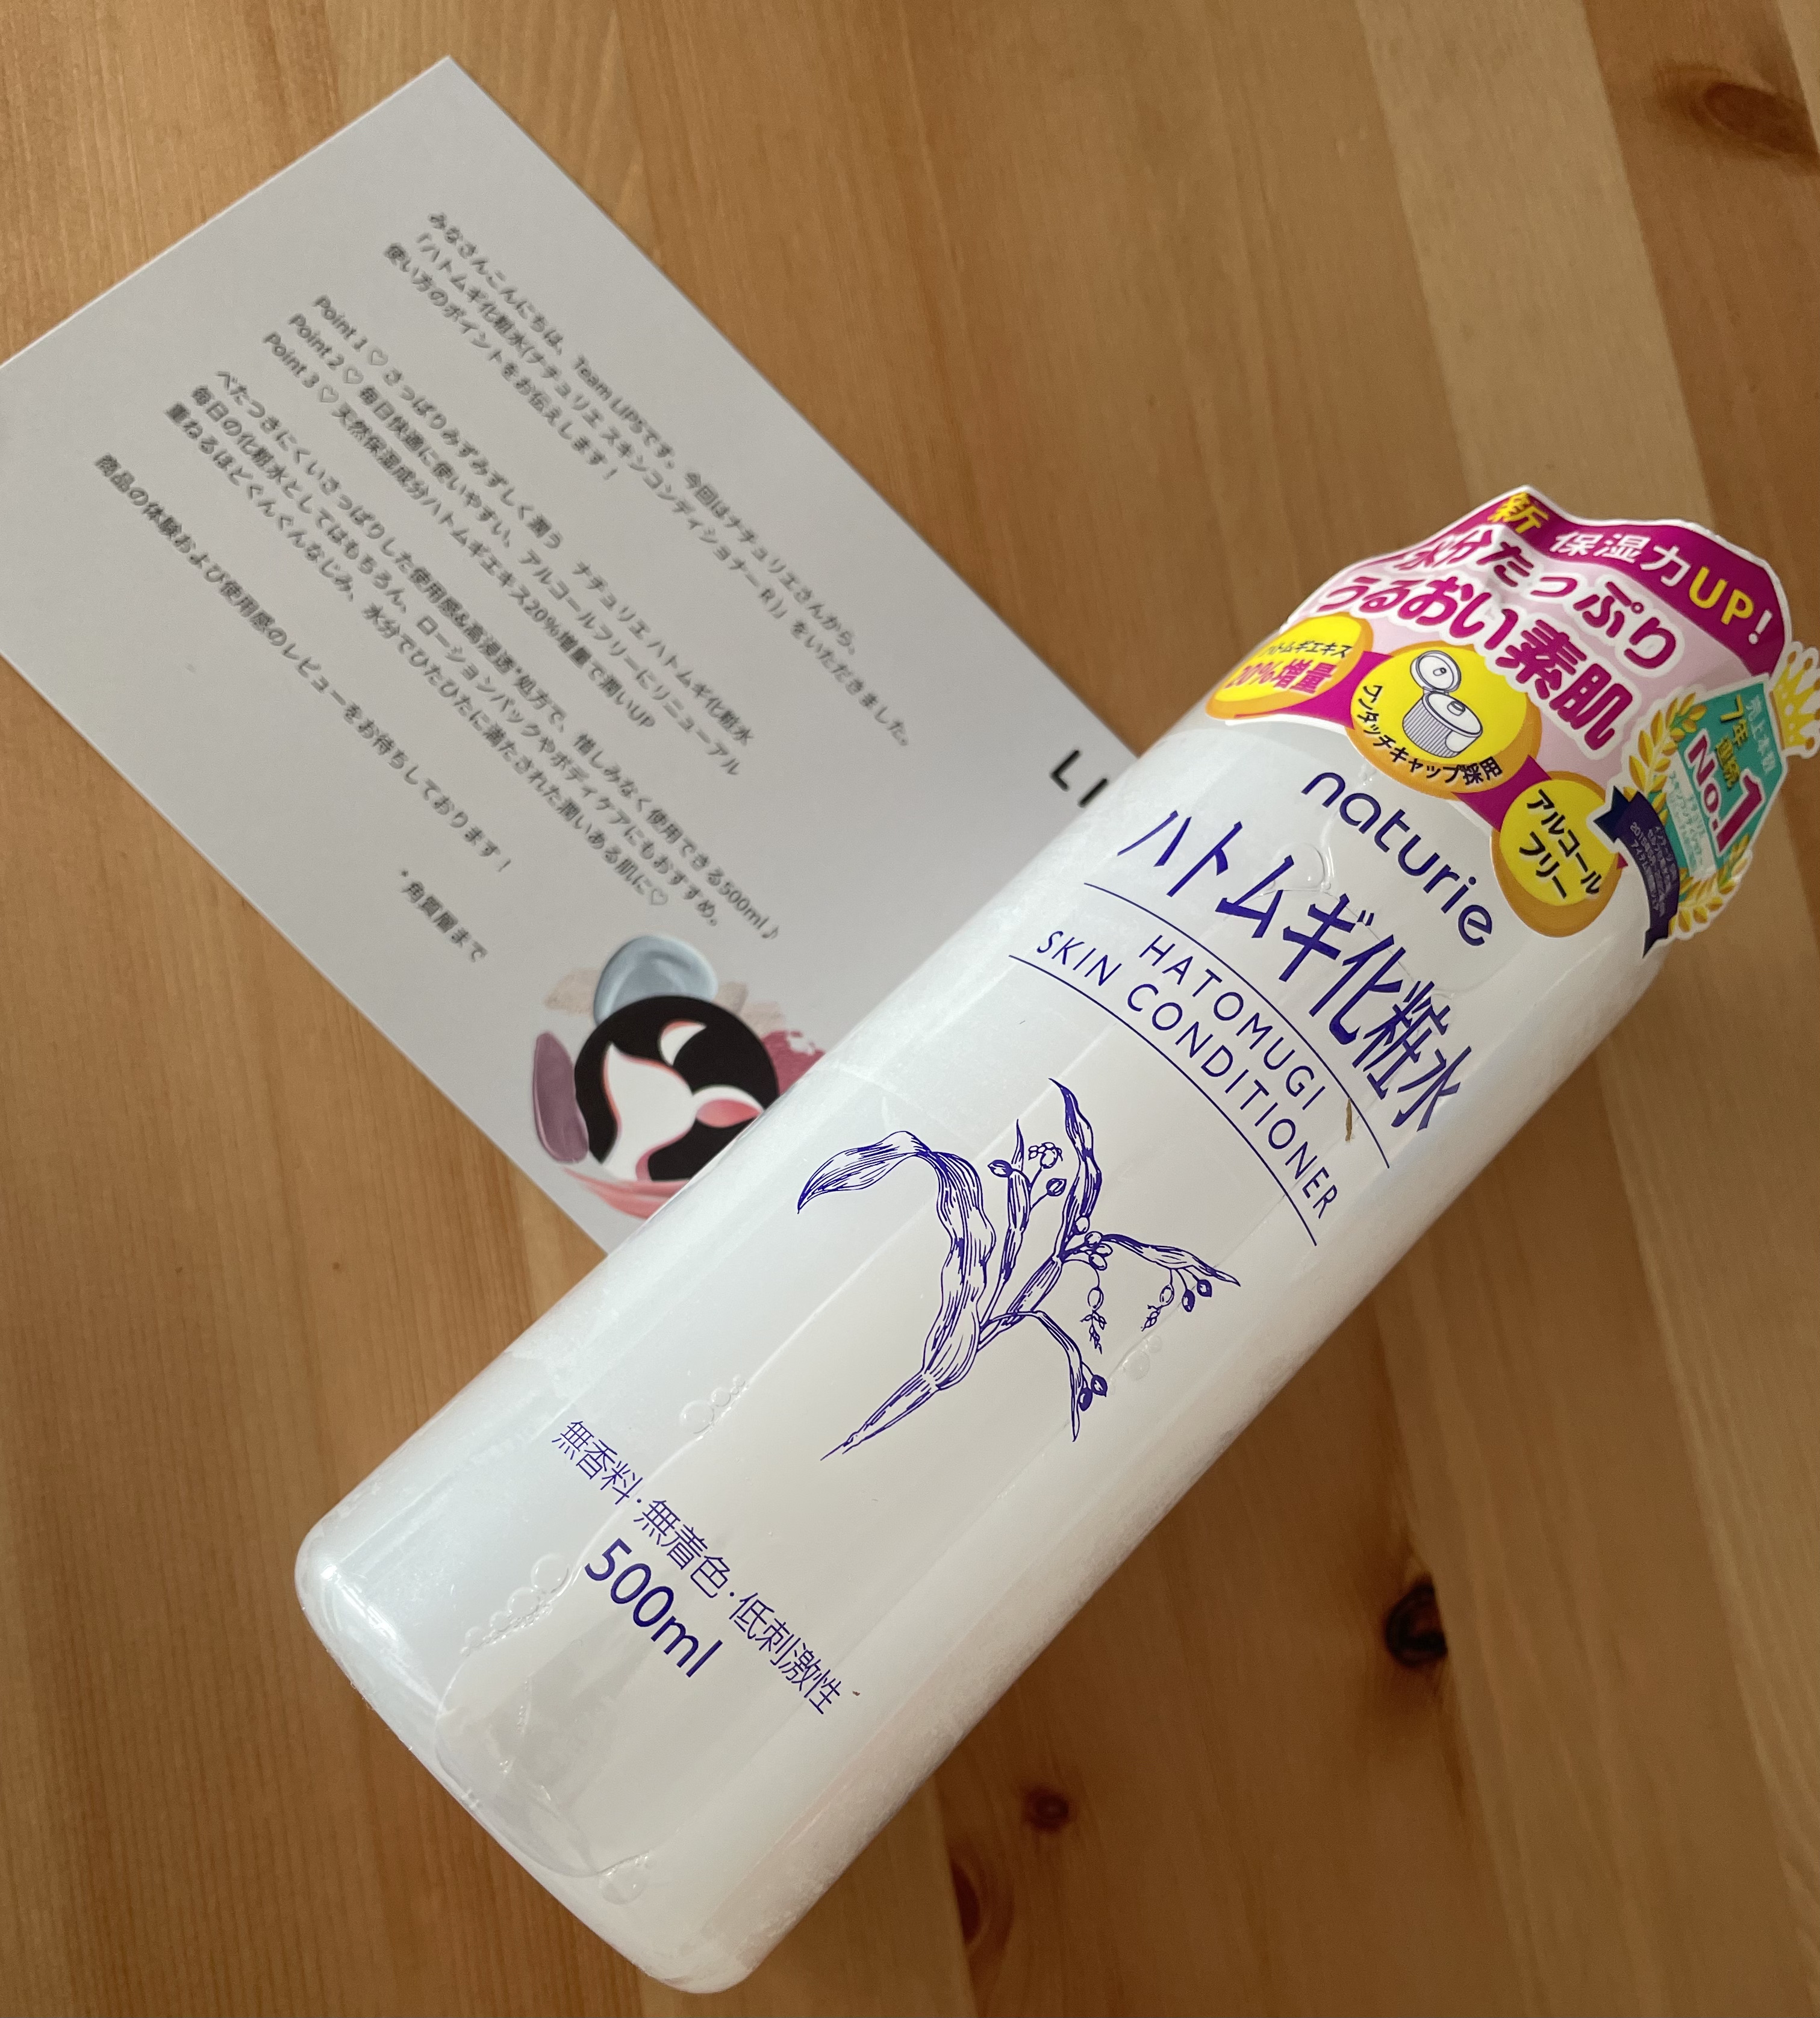 みなさんこんにちは、Team LIPSです。今回はナチュリエさんから、
「ハトムギ化粧水(ナチュリエ スキンコンディショナー R)」をいただきました。
使い方のポイントをお伝えします！
Point 1 ♡ さっぱりみずみずしく潤う　ナチュリエ ハトムギ化粧水
Point 2 ♡ 毎日快適に使いやすい、アルコールフリーにリニューアル
Point 3 ♡ 天然保湿成分ハトムギエキス20%増量で潤いUP
べたつきにくいさっぱりした使用感&高浸透*処方で、惜しみなく使用できる500ml♪
毎日の化粧水としてはもちろん、ローションパックやボディケアにもおすすめ。
重ねるほどぐんぐんなじみ、水分でひたひたに満たされた潤いある肌に♡
商品の体験および使用感のレビューをお待ちしております！
*角質層まで
LI
新 保湿力UP!
水分たっぷり
うるおい素肌
ハトムギエキス
20%増量
ワンタッチキャップ採用
アルコール
フリー
売上本数
7年連続
No.1
naturie
ハトムギ化粧水
HATOMUGI
SKIN CONDITIONER
無香料・無着色・低刺激性
500ml